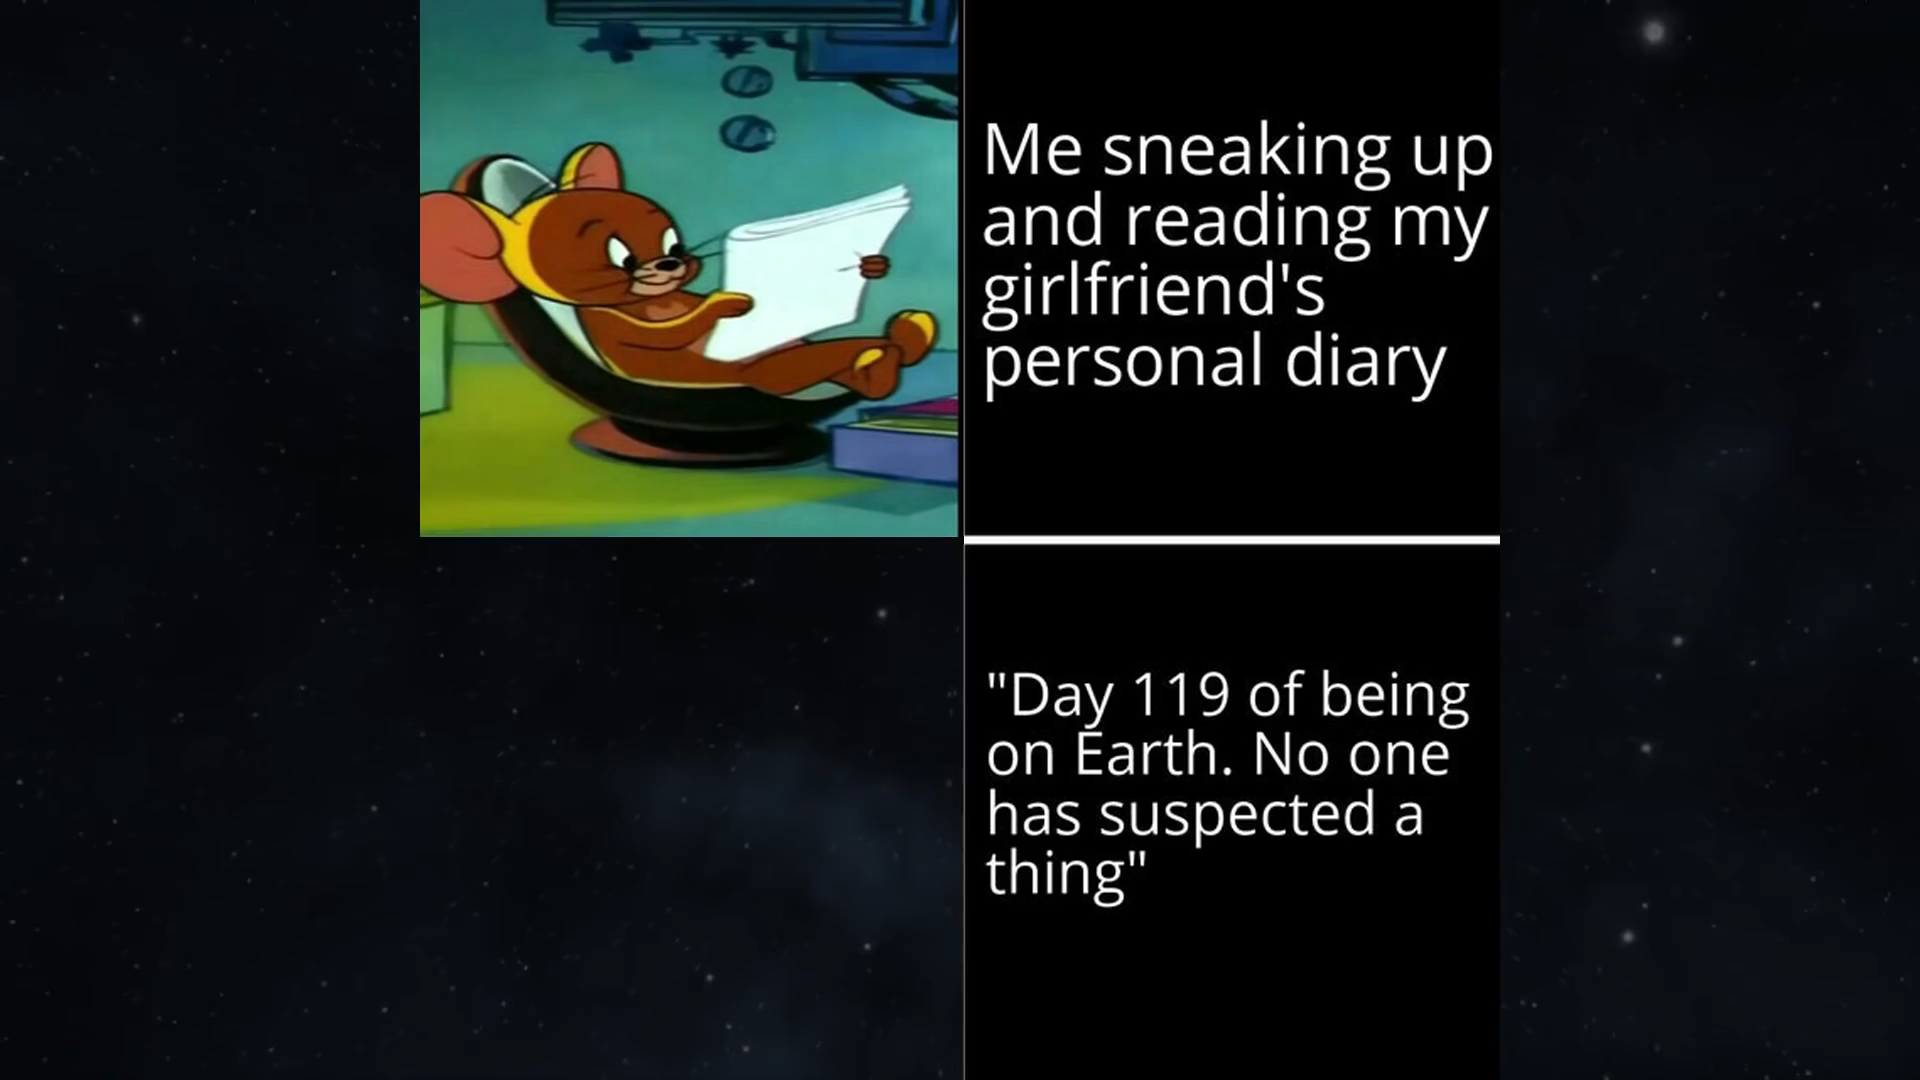 Me sneaking up
and reading my
girlfriend's
personal diary
"Day 119 of being
on Earth. No one
has suspected a
thing"